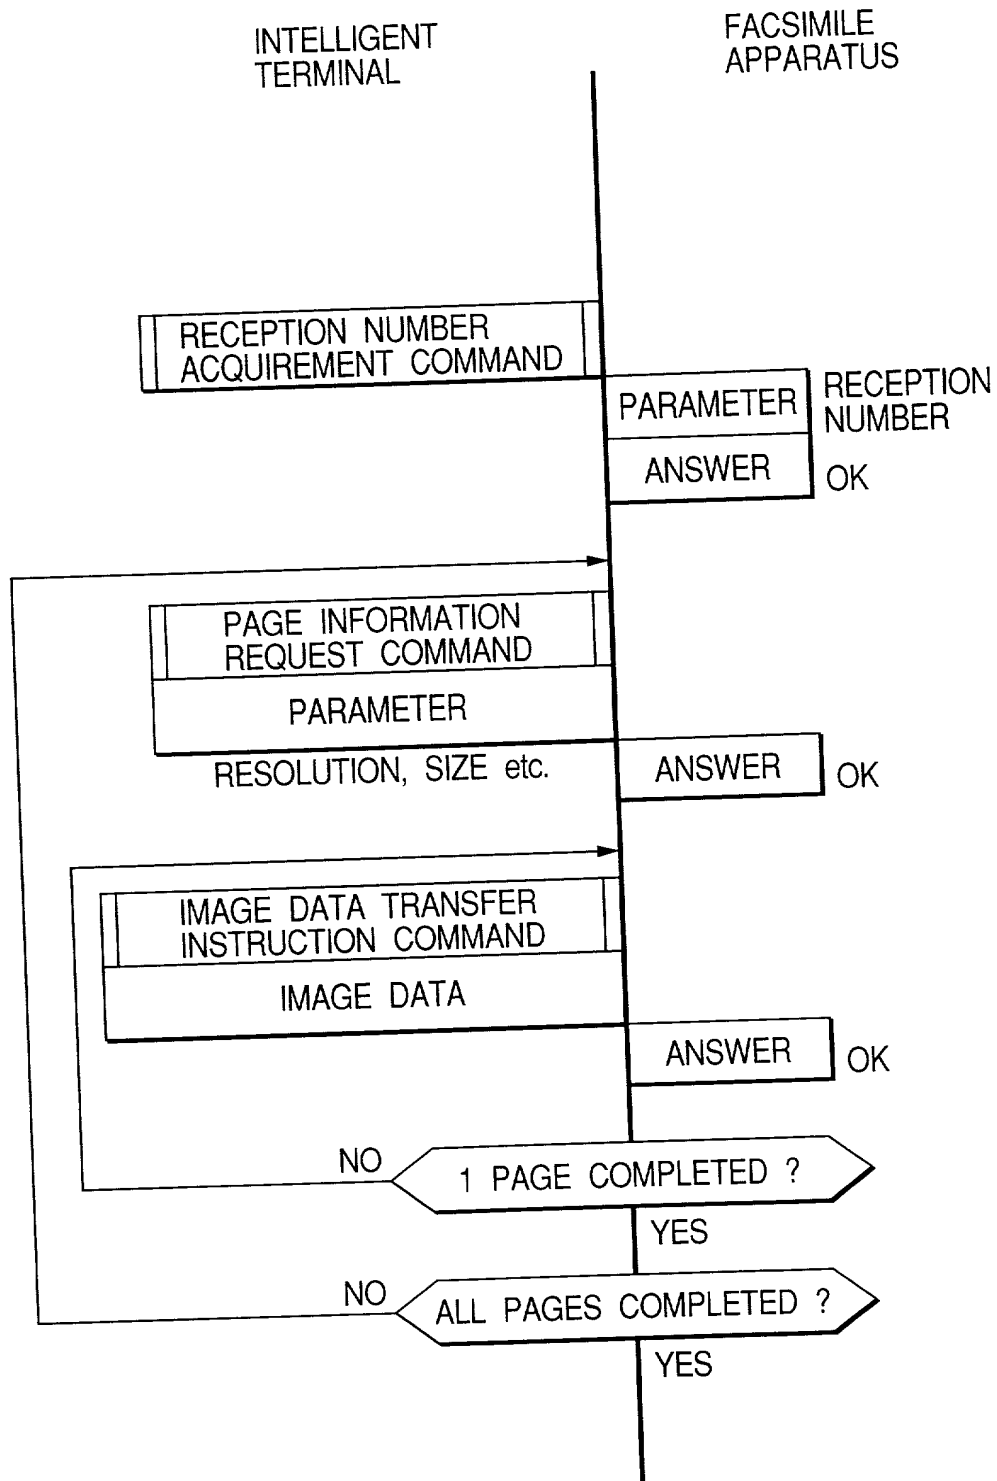 INTELLIGENT
TERMINAL
FACSIMILE
APPARATUS
RECEPTION NUMBER
ACQUIREMENT COMMAND
PARAMETER
RECEPTION
NUMBER
ANSWER
OK
PAGE INFORMATION
REQUEST COMMAND
PARAMETER
RESOLUTION, SIZE etc.
ANSWER
OK
IMAGE DATA TRANSFER
INSTRUCTION COMMAND
IMAGE DATA
ANSWER
OK
NO
1 PAGE COMPLETED ?
YES
NO
ALL PAGES COMPLETED ?
YES